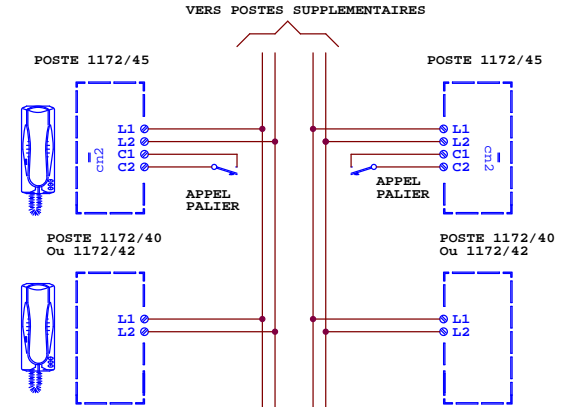 VERS POSTES SUPPLEMENTAIRES
POSTE 1172/45
L1
L2
C1
C2
cn2
APPEL
PALIER
POSTE 1172/45
L1
L2
C1
C2
cn2
APPEL
PALIER
POSTE 1172/40
Ou 1172/42
L1
L2
POSTE 1172/40
Ou 1172/42
L1
L2